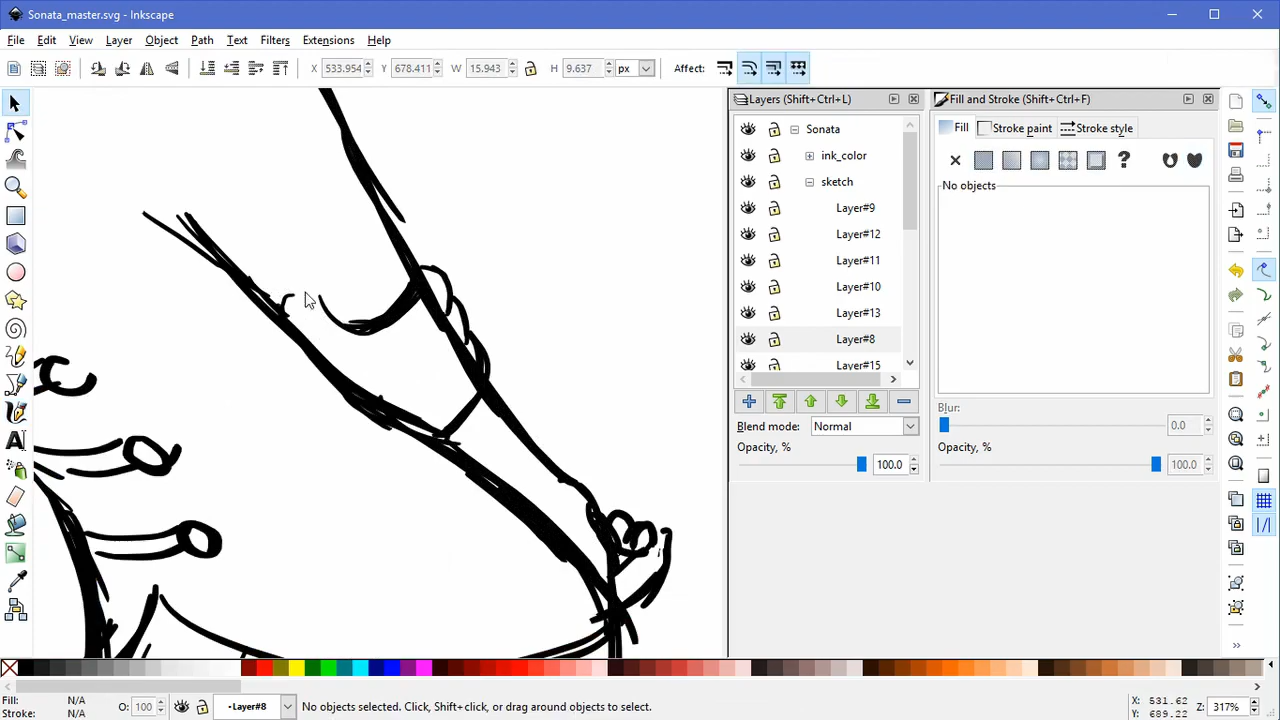 Sonata_master.svg - Inkscape
File Edit View Layer Object Path Text Filters Extensions Help
X 533.954 Y 678.411 W 15.943 H 9.637 px Affect:
Layers (Shift+Ctrl+L)
Sonata
ink_color
sketch
Layer#9
Layer#12
Layer#11
Layer#10
Layer#13
Layer#8
Layer#15
Blend mode: Normal
Opacity, %
100.0
Fill and Stroke (Shift+Ctrl+F)
Fill Stroke paint Stroke style
No objects
Blur:
0.0
Opacity, %
100.0
Fill: N/A
Stroke: N/A
O: 100
-Layer#8
No objects selected. Click, Shift+click, or drag around objects to select.
X: 531.62
Y: 689.22
Z: 317%